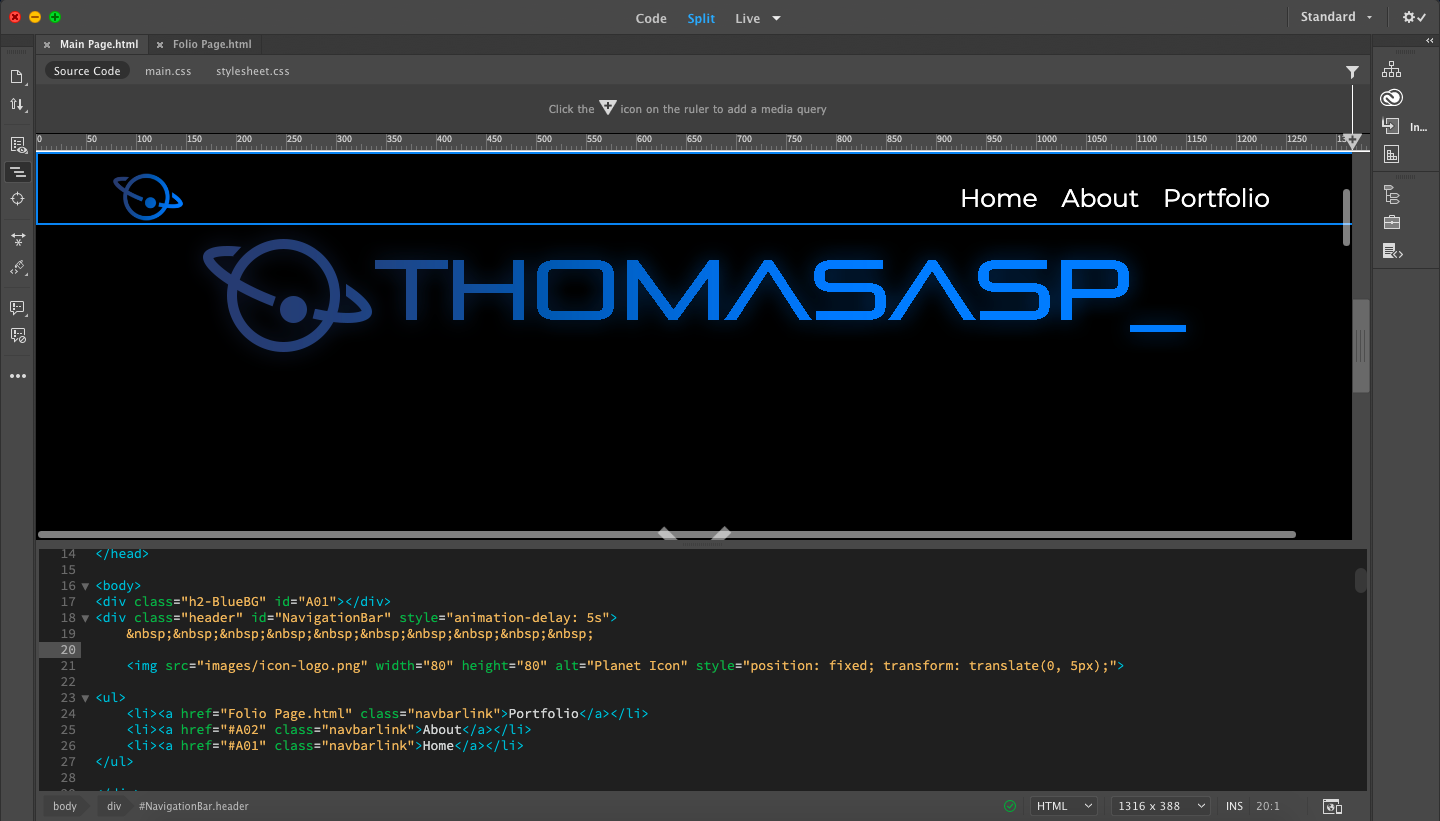 Code Split Live
Standard
Main Page.html Folio Page.html
Source Code main.css stylesheet.css
Click the icon on the ruler to add a media query
0 50 100 150 200 250 300 350 400 450 500 550 600 650 700 750 800 850 900 950 1000 1050 1100 1150 1200 1250
In...
Home About Portfolio
THOMASASP_
14 </head>
15
16 <body>
17 <div class="h2-BlueBG" id="A01"></div>
18 <div class="header" id="NavigationBar" style="animation-delay: 5s">
19 &nbsp;&nbsp;&nbsp;&nbsp;&nbsp;&nbsp;&nbsp;&nbsp;&nbsp;&nbsp;
20
21 <img src="images/icon-logo.png" width="80" height="80" alt="Planet Icon" style="position: fixed; transform: translate(0, 5px);">
22
23 <ul>
24 <li><a href="Folio Page.html" class="navbarlink">Portfolio</a></li>
25 <li><a href="#A02" class="navbarlink">About</a></li>
26 <li><a href="#A01" class="navbarlink">Home</a></li>
27 </ul>
28
body div #NavigationBar.header HTML 1316 x 388 INS 20:1